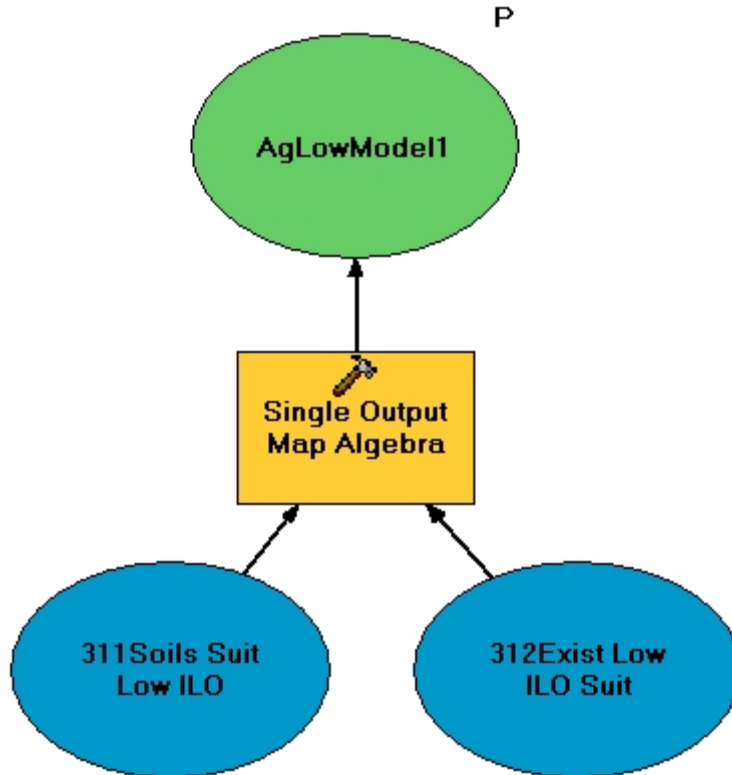 P
AgLowModel1
Single Output
Map Algebra
311Soils Suit
Low ILO
312Exist Low
ILO Suit